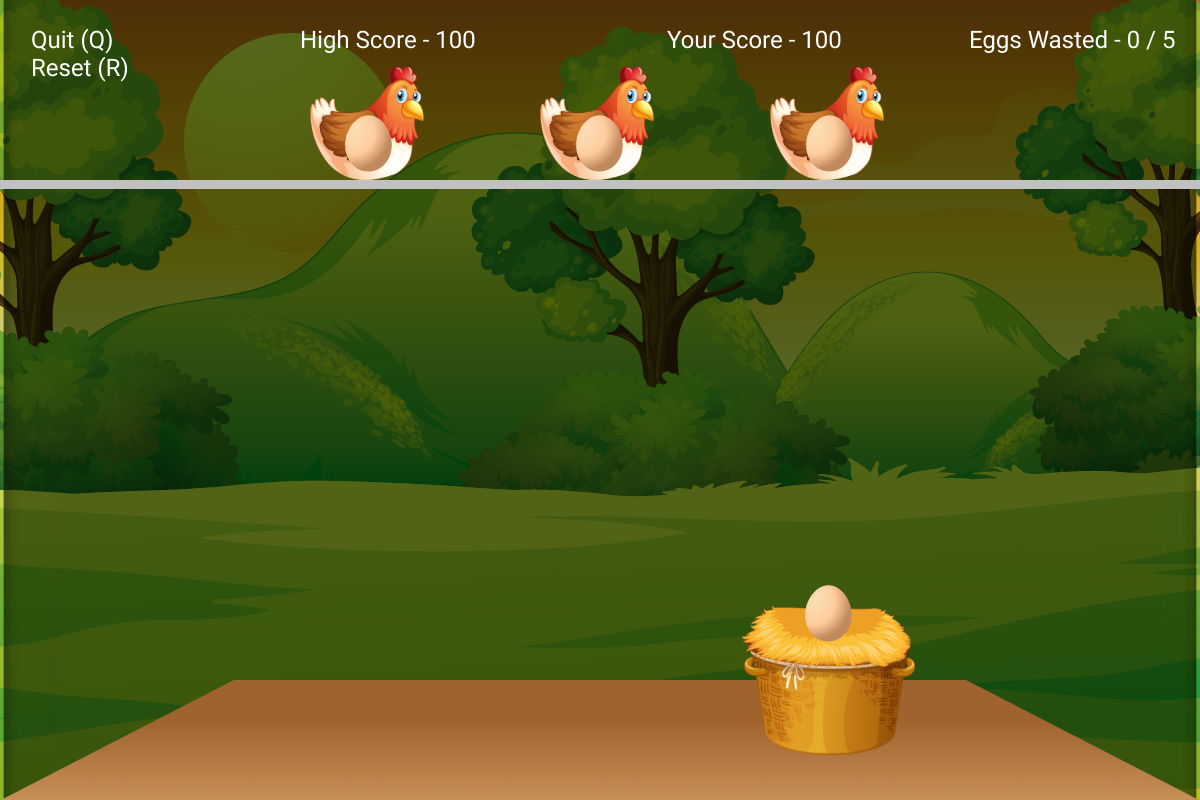 Quit (Q)
Reset (R)
High Score - 100
Your Score - 100
Eggs Wasted - 0 / 5